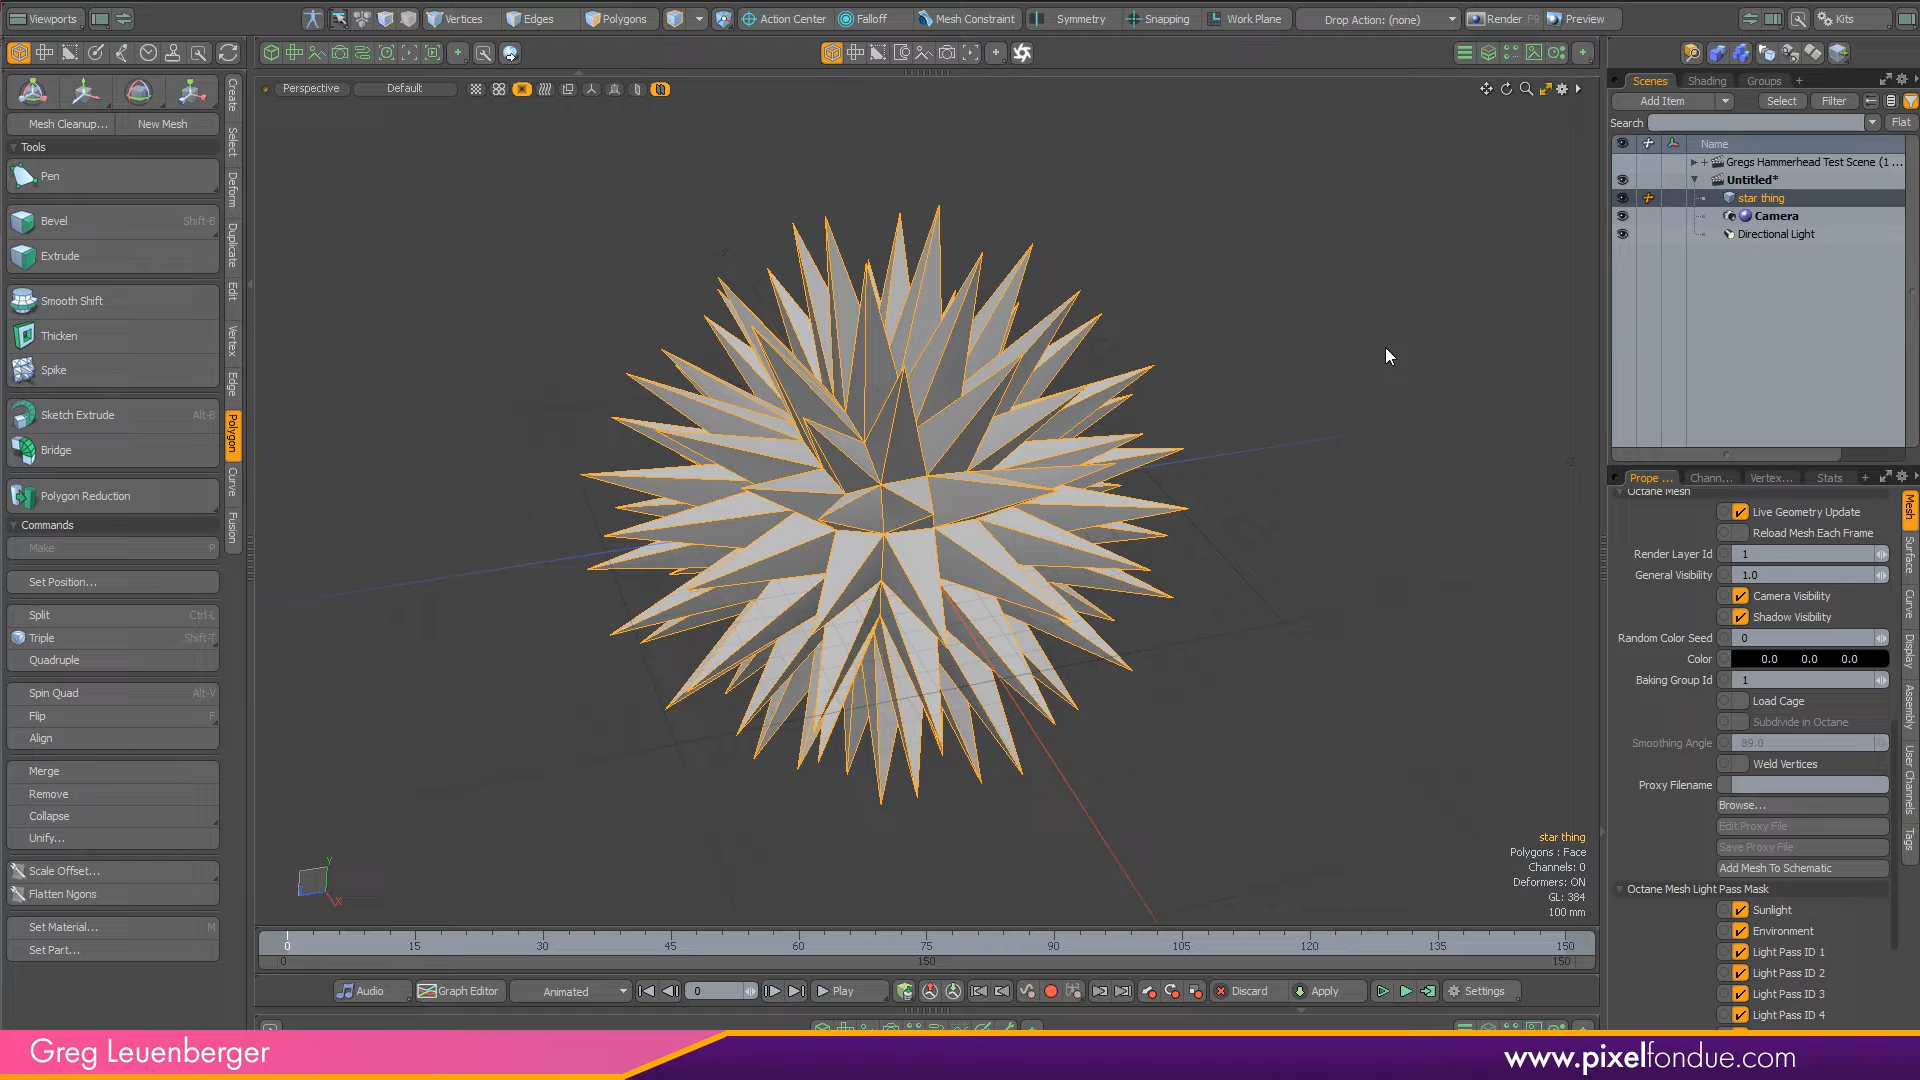 Viewports
Vertices
Edges
Polygons
Action Center
Falloff
Mesh Constraint
Symmetry
Snapping
Work Plane
Drop Action: (none)
Render F9
Preview
Kits
Mesh Cleanup...
New Mesh
Tools
Pen
Bevel Shift-B
Extrude
Smooth Shift
Thicken
Spike
Sketch Extrude Alt-B
Bridge
Polygon Reduction
Commands
Make P
Set Position...
Split Ctrl-L
Triple Shift-T
Quadruple
Spin Quad Alt-V
Flip F
Align
Merge
Remove
Collapse
Unify...
Scale Offset...
Flatten Ngons
Set Material... M
Set Part...
Create
Select
Deform
Duplicate
Edit
Vertex
Edge
Polygon
Curve
Fusion
Perspective
Default
star thing
Polygons : Face
Channels: 0
Deformers: ON
GL: 384
100 mm
Y
X
0 15 30 45 60 75 90 105 120 135 150
0 150 150
Audio
Graph Editor
Animated
0
Play
Discard
Apply
Settings
Scenes
Shading
Groups
Add Item
Select
Filter
Search
Flat
Name
Gregs Hammerhead Test Scene (1 ...
Untitled*
star thing
Camera
Directional Light
Prope ...
Chann...
Vertex...
Stats
Octane Mesh
Live Geometry Update
Reload Mesh Each Frame
Render Layer Id 1
General Visibility 1.0
Camera Visibility
Shadow Visibility
Random Color Seed 0
Color 0.0 0.0 0.0
Baking Group Id 1
Load Cage
Subdivide in Octane
Smoothing Angle 89.0
Weld Vertices
Proxy Filename
Browse...
Edit Proxy File
Save Proxy File
Add Mesh To Schematic
Octane Mesh Light Pass Mask
Sunlight
Environment
Light Pass ID 1
Light Pass ID 2
Light Pass ID 3
Light Pass ID 4
Mesh
Surface
Curve
Display
Assembly
User Channels
Tags
Greg Leuenberger
www.pixelfondue.com